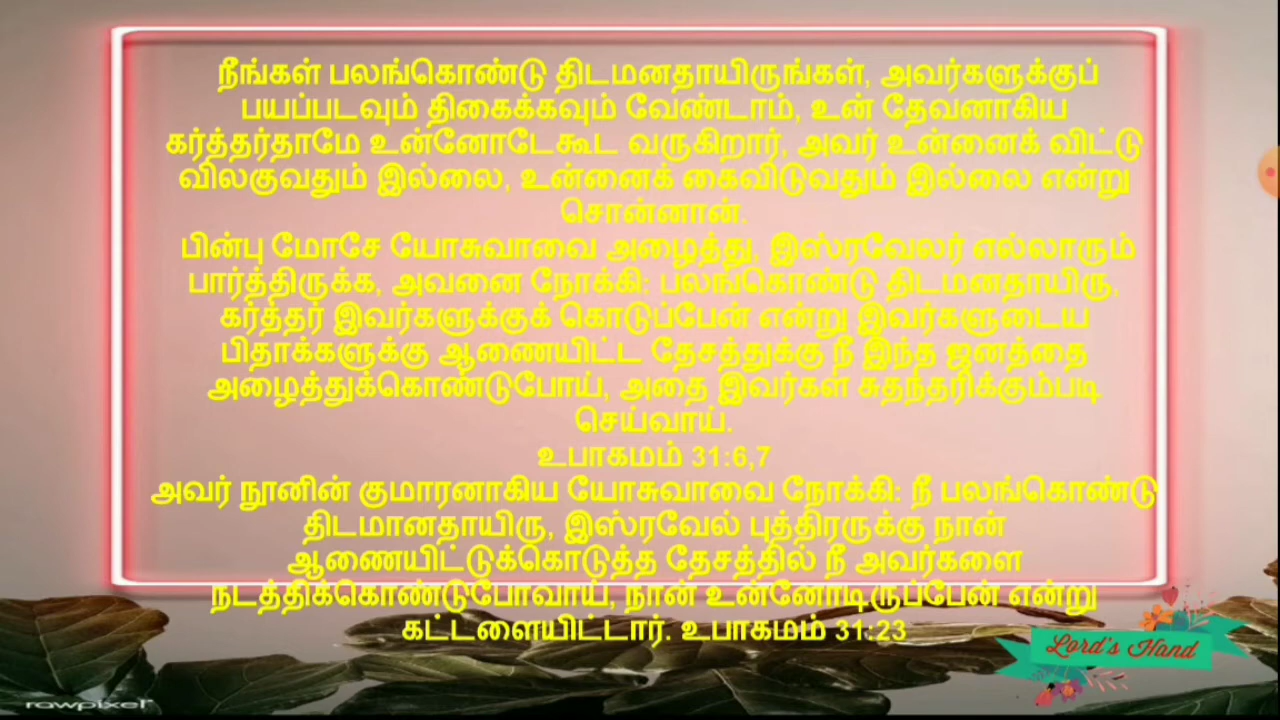 நீங்கள் பலங்கொண்டு திடமனதாயிருங்கள், அவர்களுக்குப்
பயப்படவும் திகைக்கவும் வேண்டாம், உன் தேவனாகிய
கர்த்தர்தாமே உன்னோடேகூட வருகிறார், அவர் உன்னைக் விட்டு
விலகுவதும் இல்லை, உன்னைக் கைவிடுவதும் இல்லை என்று
சொன்னான்.
பின்பு மோசே யோசுவாவை அழைத்து, இஸ்ரவேலர் எல்லாரும்
பார்த்திருக்க, அவனை நோக்கி: பலங்கொண்டு திடமனதாயிரு,
கர்த்தர் இவர்களுக்குக் கொடுப்பேன் என்று இவர்களுடைய
பிதாக்களுக்கு ஆணையிட்ட தேசத்துக்கு நீ இந்த ஜனத்தை
அழைத்துக்கொண்டுபோய், அதை இவர்கள் சுதந்தரிக்கும்படி
செய்வாய்.
உபாகமம் 31:6,7
அவர் நூனின் குமாரனாகிய யோசுவாவை நோக்கி: நீ பலங்கொண்டு
திடமானதாயிரு, இஸ்ரவேல் புத்திரருக்கு நான்
ஆணையிட்டுக்கொடுத்த தேசத்தில் நீ அவர்களை
நடத்திக்கொண்டுபோவாய், நான் உன்னோடிருப்பேன் என்று
கட்டளையிட்டார். உபாகமம் 31:23
Lord's Hand
rawpixel